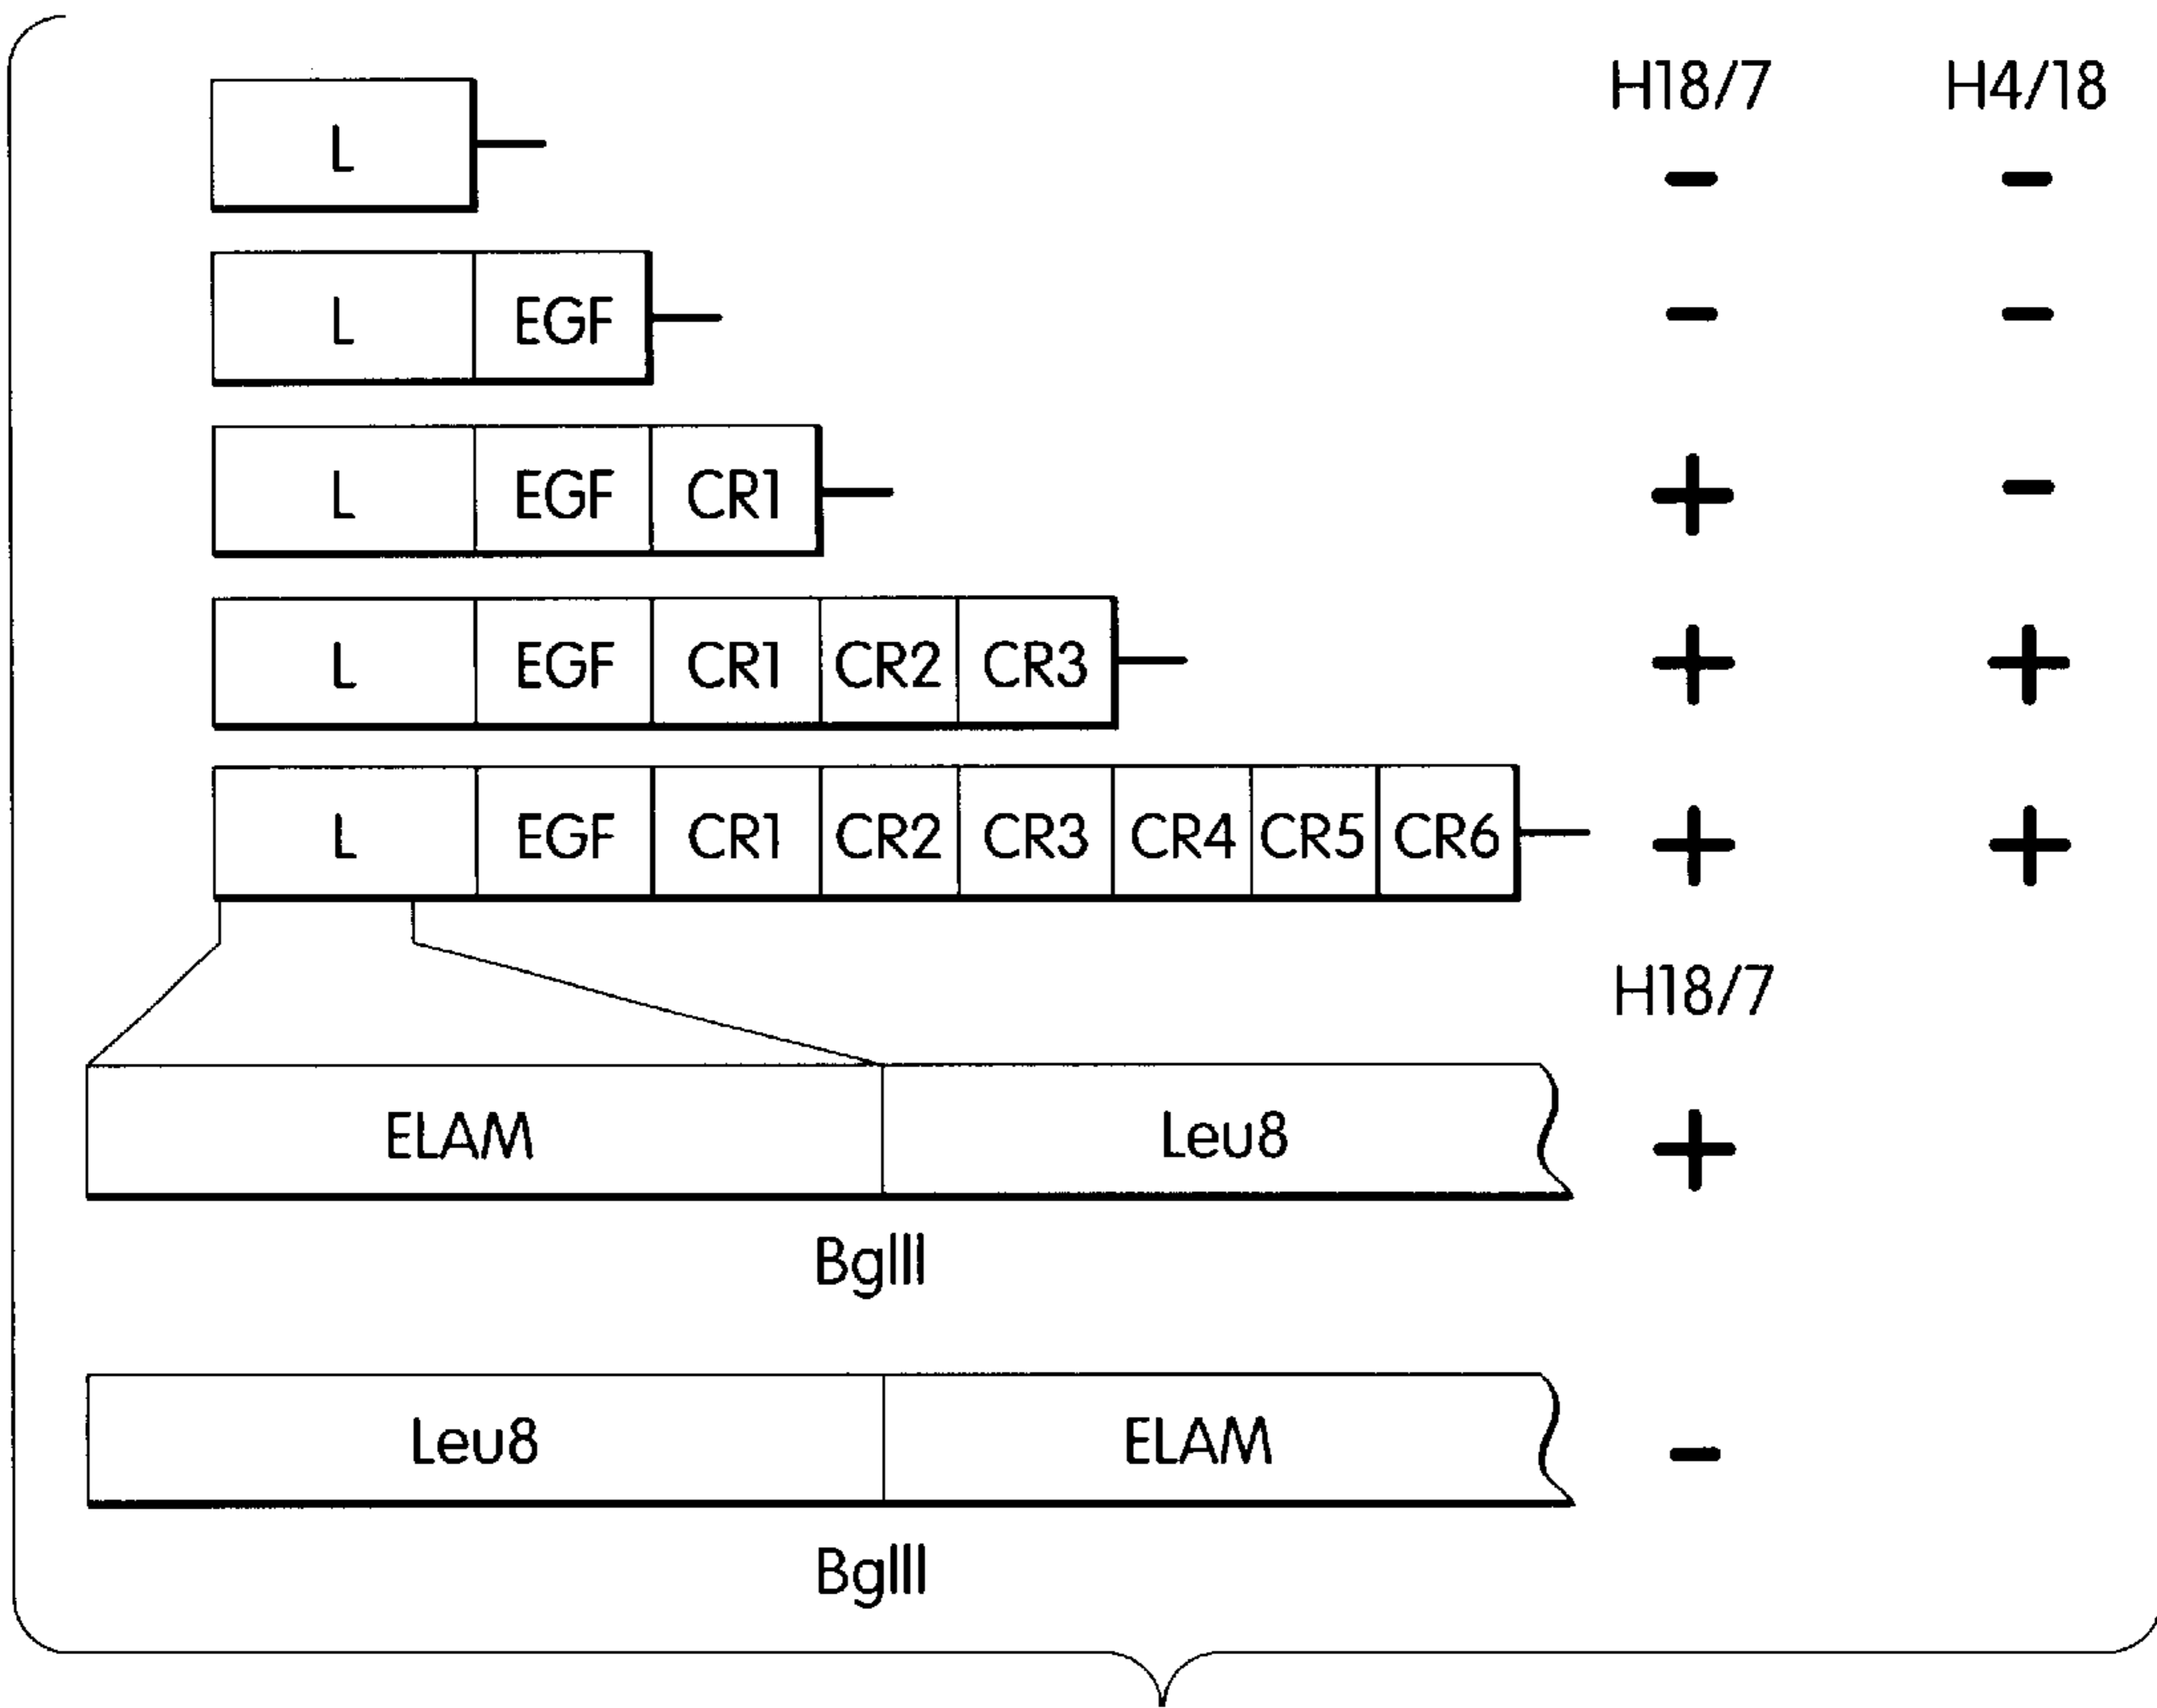 H18/7 H4/18
L - -
L EGF - -
L EGF CR1 + -
L EGF CR1 CR2 CR3 + +
L EGF CR1 CR2 CR3 CR4 CR5 CR6 + +
H18/7
ELAM Leu8 +
BglII
Leu8 ELAM -
BglII